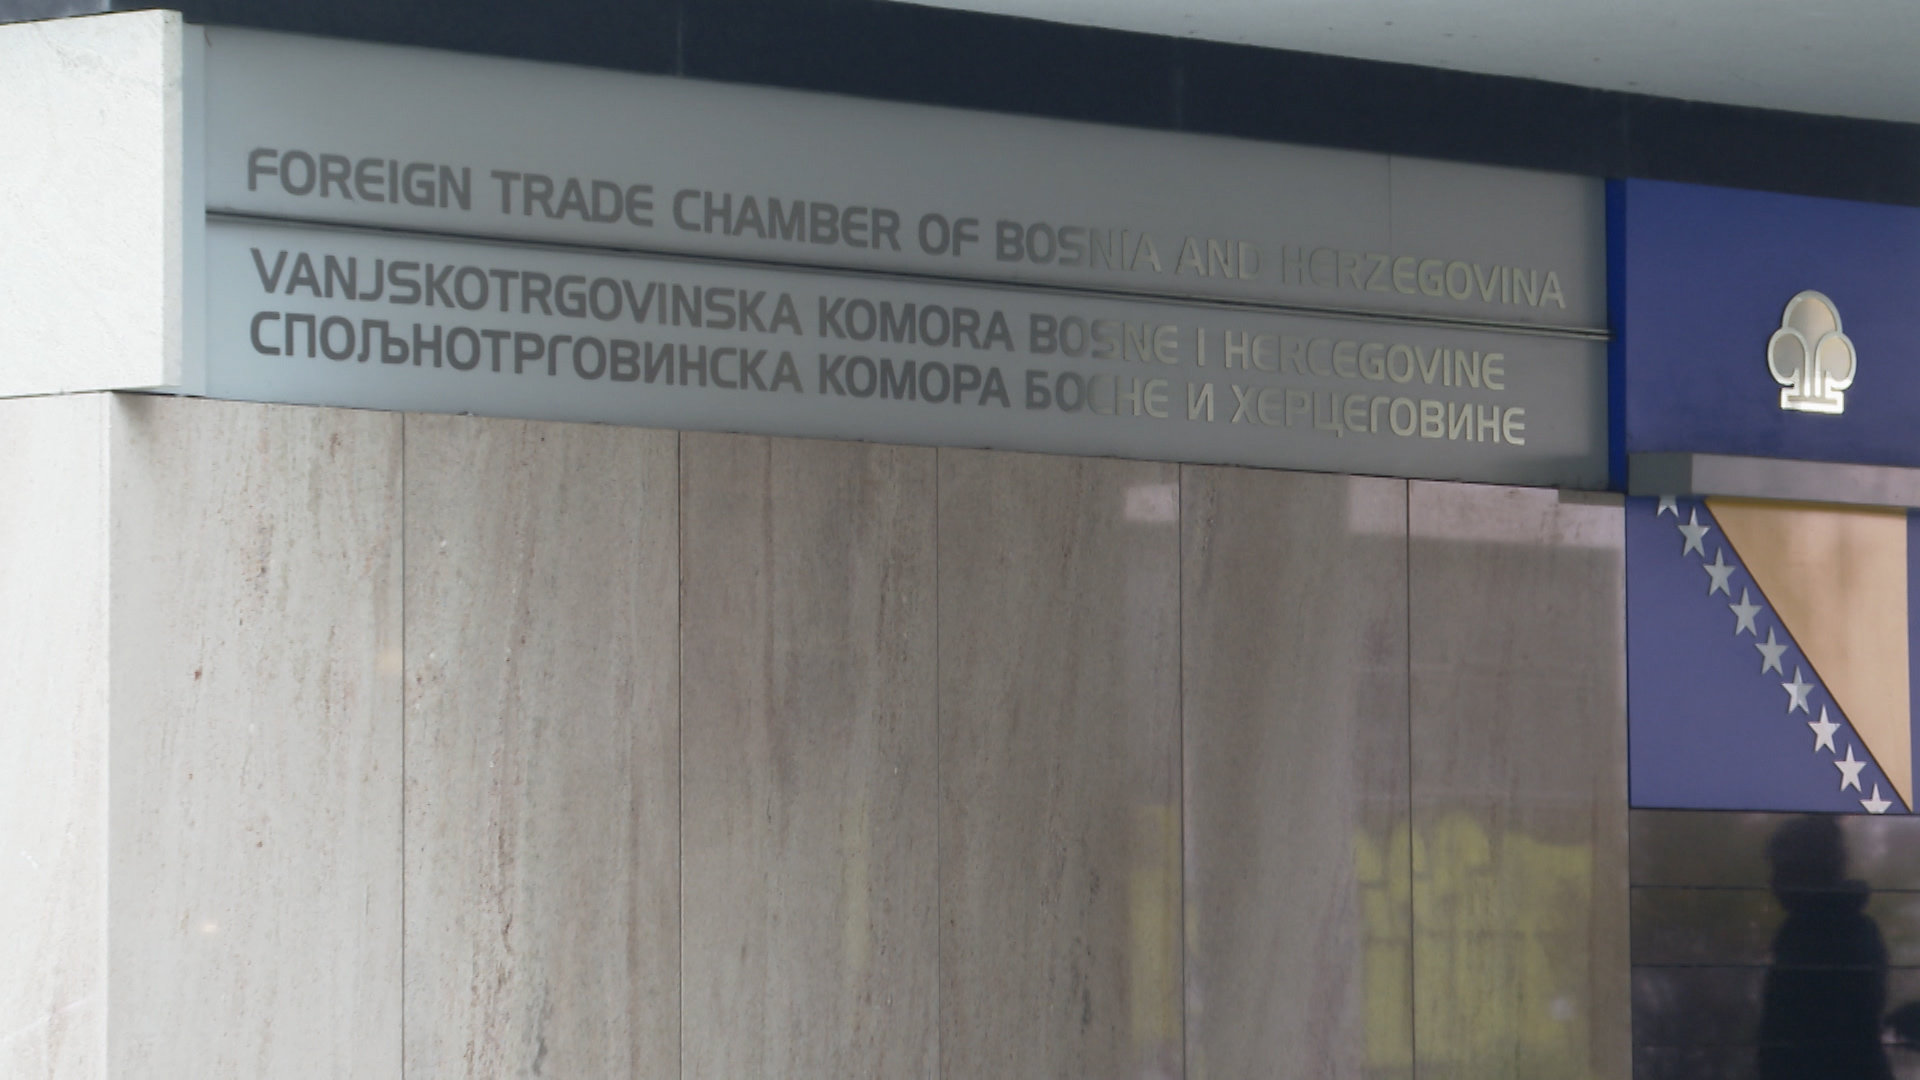 FOREIGN TRADE CHAMBER OF BOSNIA AND HERZEGOVINA
VANJSKOTRGOVINSKA KOMORA BOSNE I HERCEGOVINE
СПОЉНОТРГОВИНСКА КОМОРА БОСНЕ И ХЕРЦЕГОВИНЕ